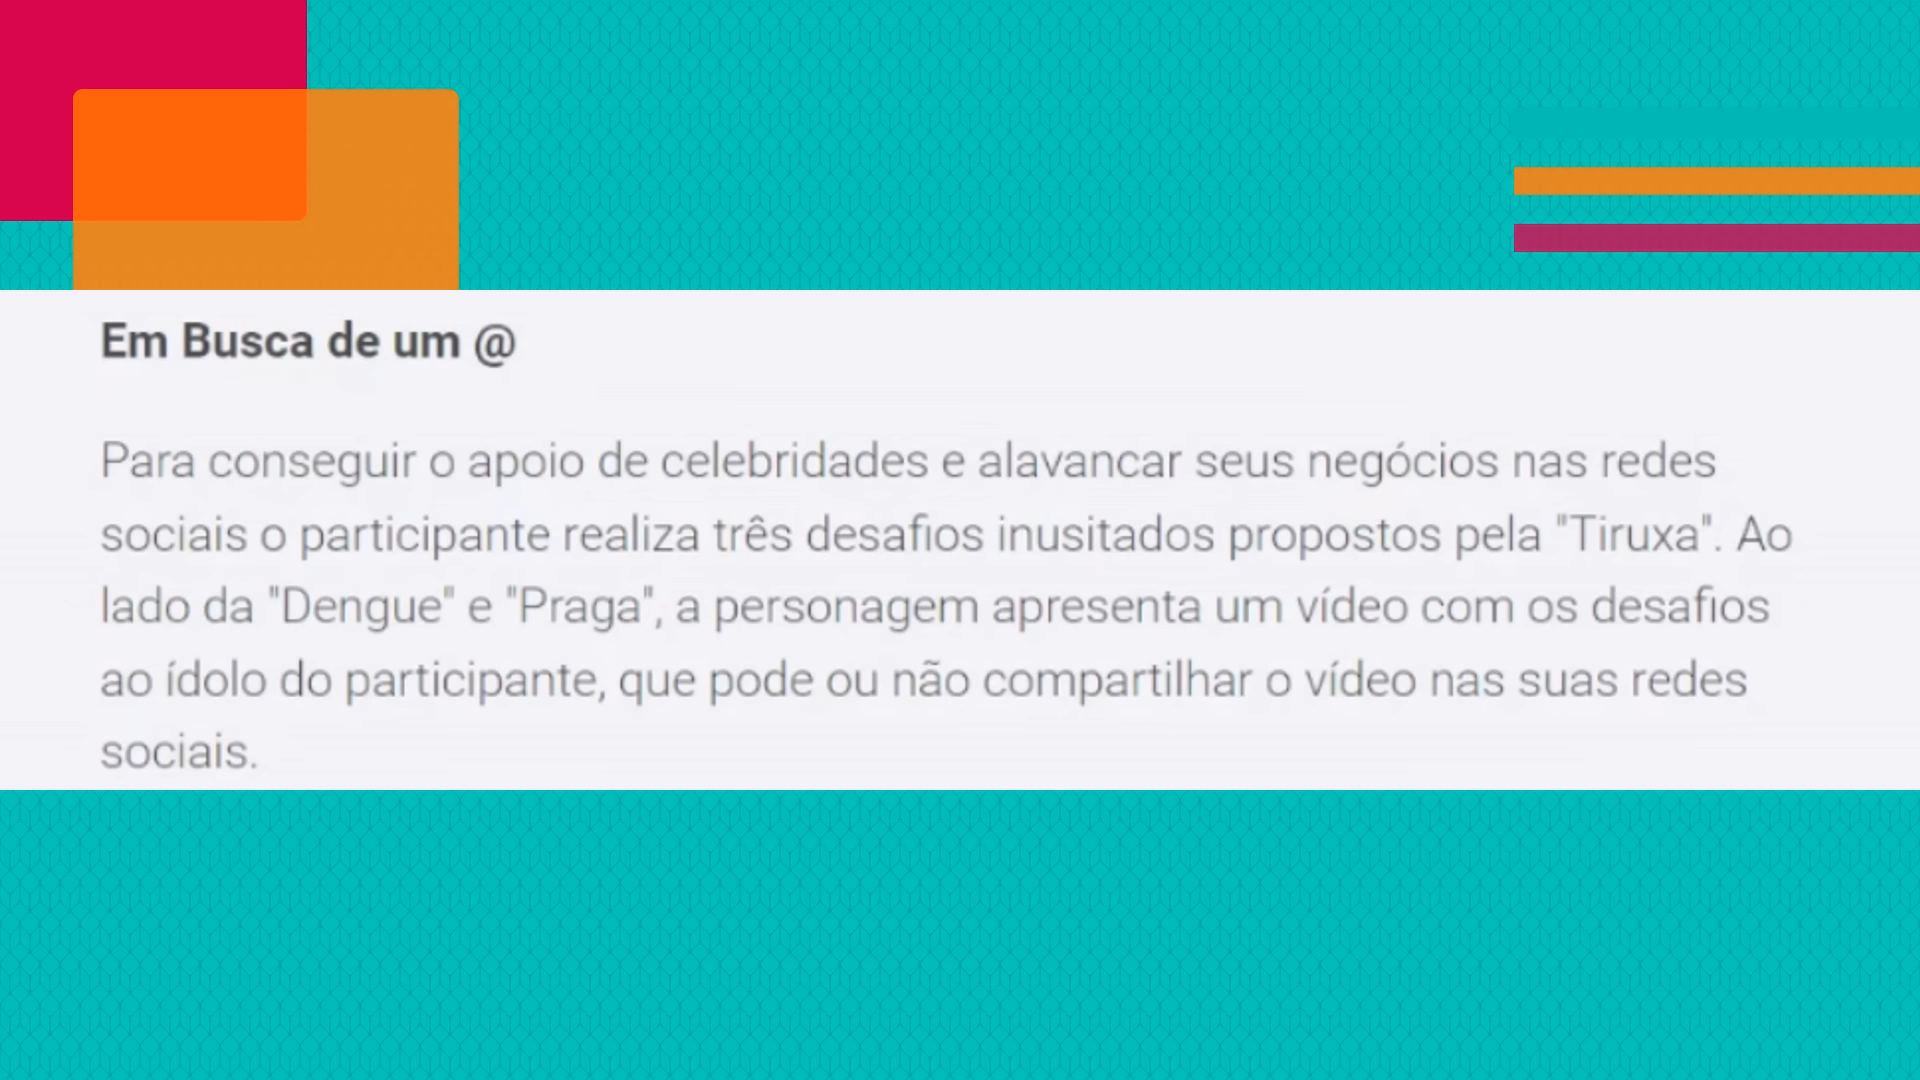 Em Busca de um @
Para conseguir o apoio de celebridades e alavancar seus negócios nas redes
sociais o participante realiza três desafios inusitados propostos pela "Tiruxa". Ao
lado da "Dengue" e "Praga", a personagem apresenta um vídeo com os desafios
ao ídolo do participante, que pode ou não compartilhar o vídeo nas suas redes
sociais.